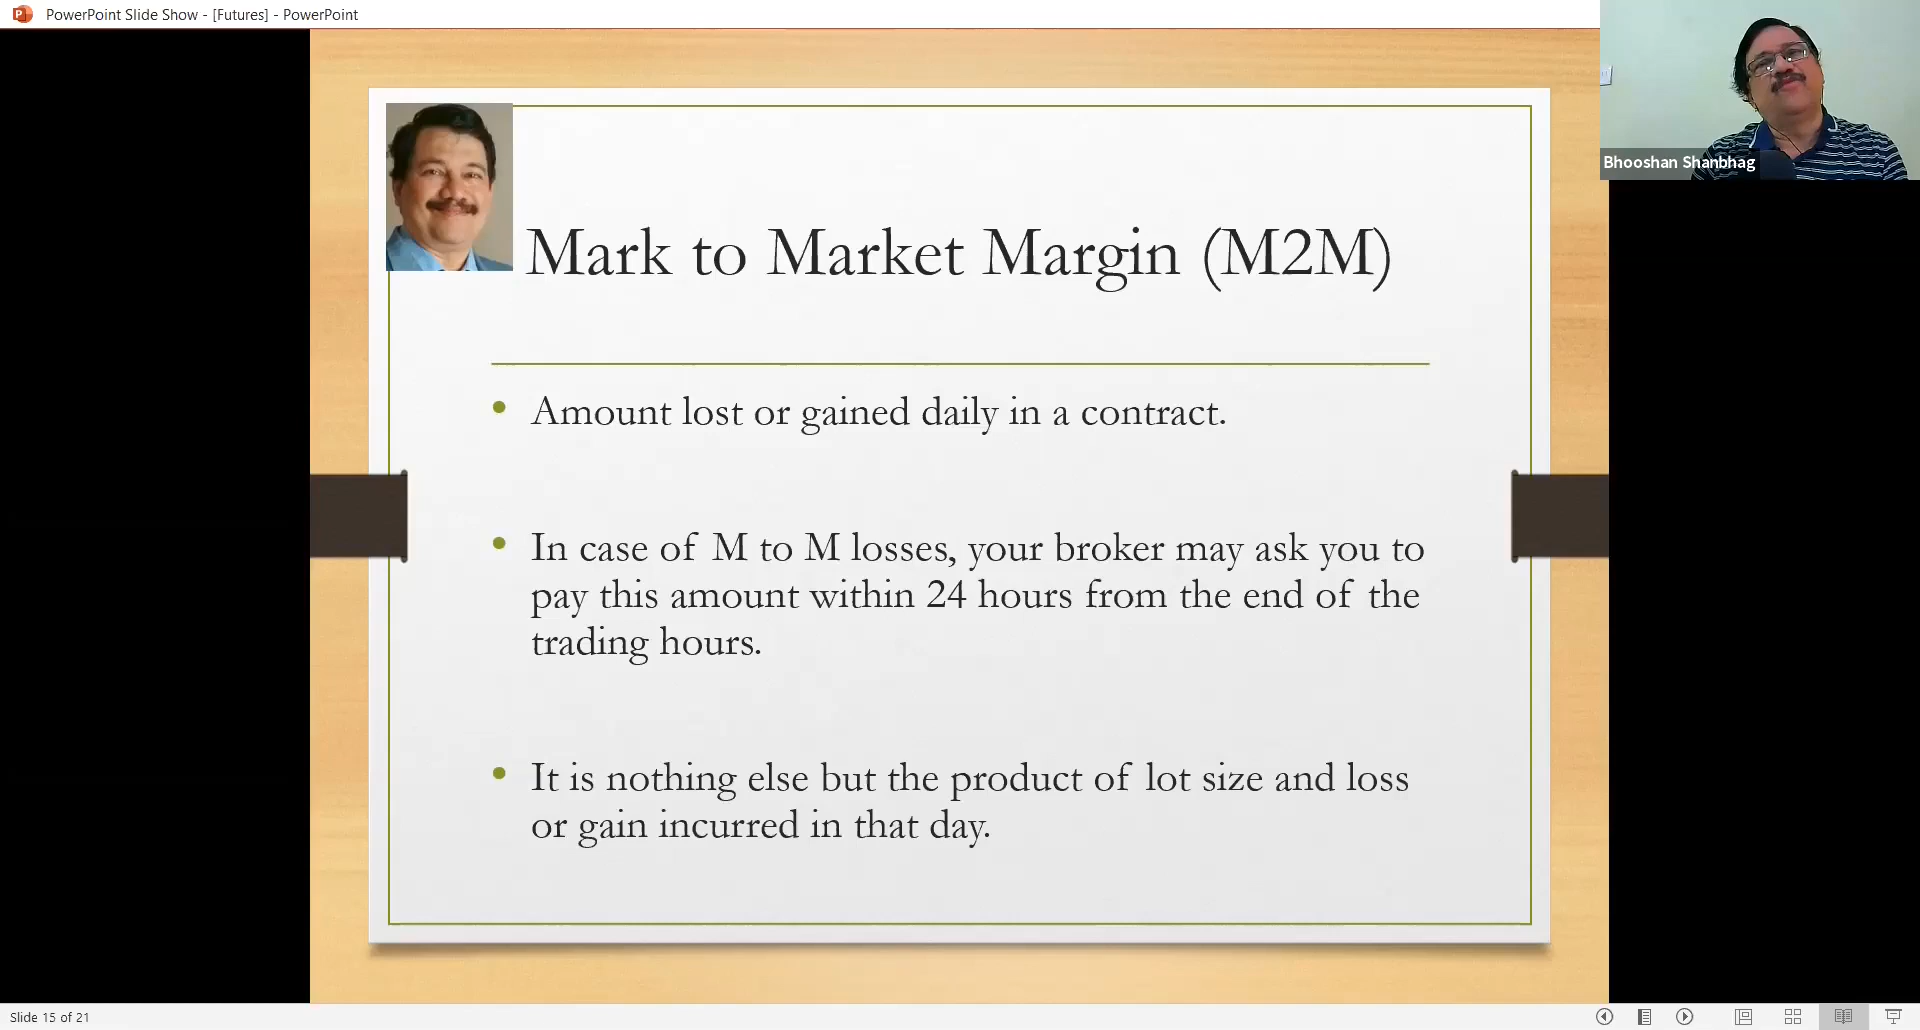 PowerPoint Slide Show - [Futures] - PowerPoint
Bhooshan Shanbhag
Mark to Market Margin (M2M)
• Amount lost or gained daily in a contract.
• In case of M to M losses, your broker may ask you to
pay this amount within 24 hours from the end of the
trading hours.
• It is nothing else but the product of lot size and loss
or gain incurred in that day.
Slide 15 of 21